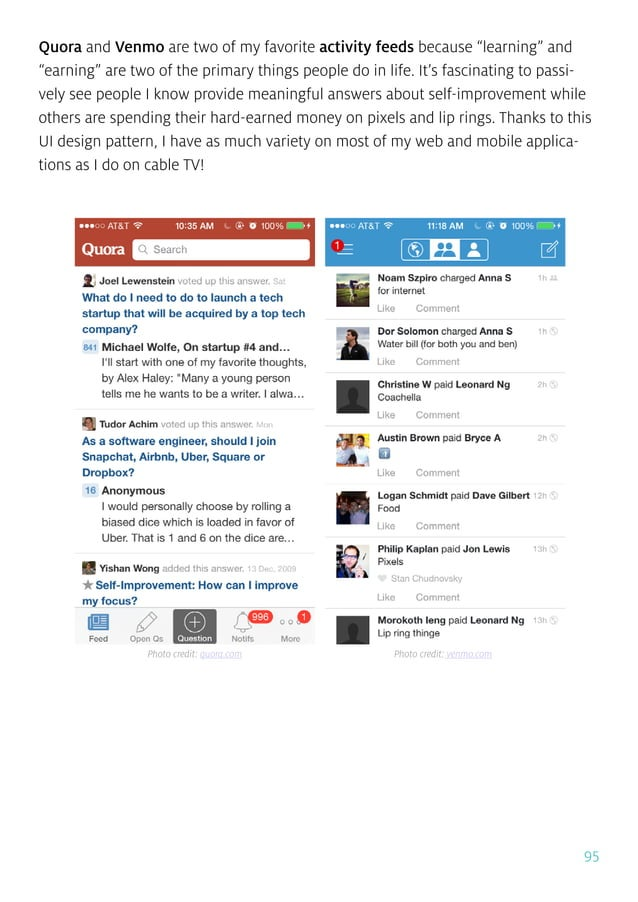 Quora and Venmo are two of my favorite activity feeds because “learning” and
“earning” are two of the primary things people do in life. It’s fascinating to passi-
vely see people I know provide meaningful answers about self-improvement while
others are spending their hard-earned money on pixels and lip rings. Thanks to this
UI design pattern, I have as much variety on most of my web and mobile applica-
tions as I do on cable TV!
AT&T 10:35 AM 100%
Quora Search
Joel Lewenstein voted up this answer. Sat
What do I need to do to launch a tech
startup that will be acquired by a top tech
company?
841 Michael Wolfe, On startup #4 and...
I'll start with one of my favorite thoughts,
by Alex Haley: "Many a young person
tells me he wants to be a writer. I alwa...
Tudor Achim voted up this answer. Mon
As a software engineer, should I join
Snapchat, Airbnb, Uber, Square or
Dropbox?
16 Anonymous
I would personally choose by rolling a
biased dice which is loaded in favor of
Uber. That is 1 and 6 on the dice are...
Yishan Wong added this answer. 13 Dec, 2009
Self-Improvement: How can I improve
my focus?
996 1
Feed Open Qs Question Notifs More
Photo credit: quora.com
AT&T 11:18 AM 100%
1
Noam Szpiro charged Anna S 1h
for internet
Like Comment
Dor Solomon charged Anna S 1h
Water bill (for both you and ben)
Like Comment
Christine W paid Leonard Ng 2h
Coachella
Like Comment
Austin Brown paid Bryce A 2h
Like Comment
Logan Schmidt paid Dave Gilbert 12h
Food
Like Comment
Philip Kaplan paid Jon Lewis 13h
Pixels
Stan Chudnovsky
Like Comment
Morokoth Ieng paid Leonard Ng 13h
Lip ring thinge
Photo credit: venmo.com
95